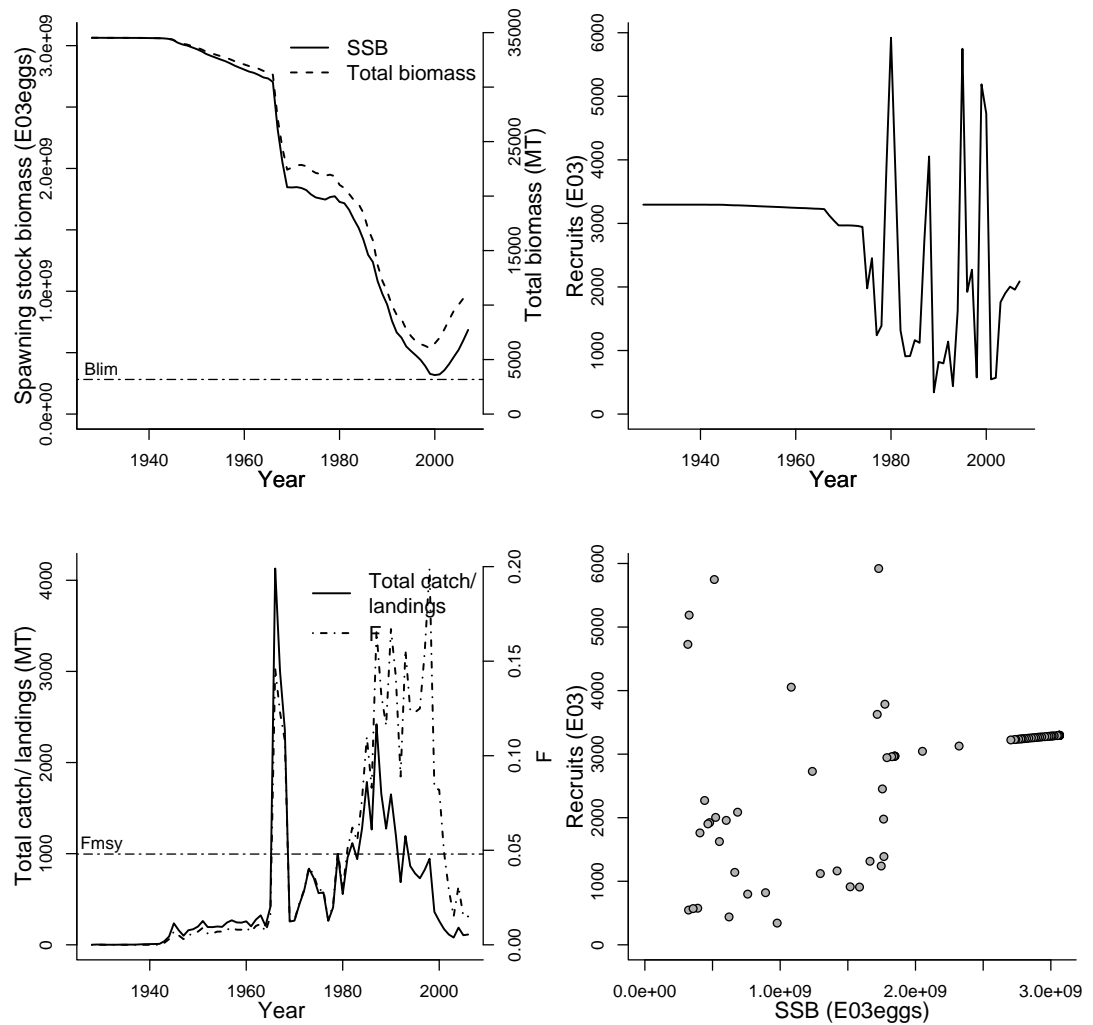 Spawning stock biomass (E03eggs)
0.0e+00
1.0e+09
2.0e+09
3.0e+09
SSB
Total biomass
Blim
0
5000
15000
25000
35000
Total biomass (MT)
1940
1960
1980
2000
Year
Recruits (E03)
0
1000
2000
3000
4000
5000
6000
1940
1960
1980
2000
Year
Total catch/ landings (MT)
0
1000
2000
3000
4000
Total catch/
landings
F
Fmsy
0.00
0.05
0.10
0.15
0.20
F
1940
1960
1980
2000
Year
Recruits (E03)
0
1000
2000
3000
4000
5000
6000
0.0e+00
1.0e+09
2.0e+09
3.0e+09
SSB (E03eggs)